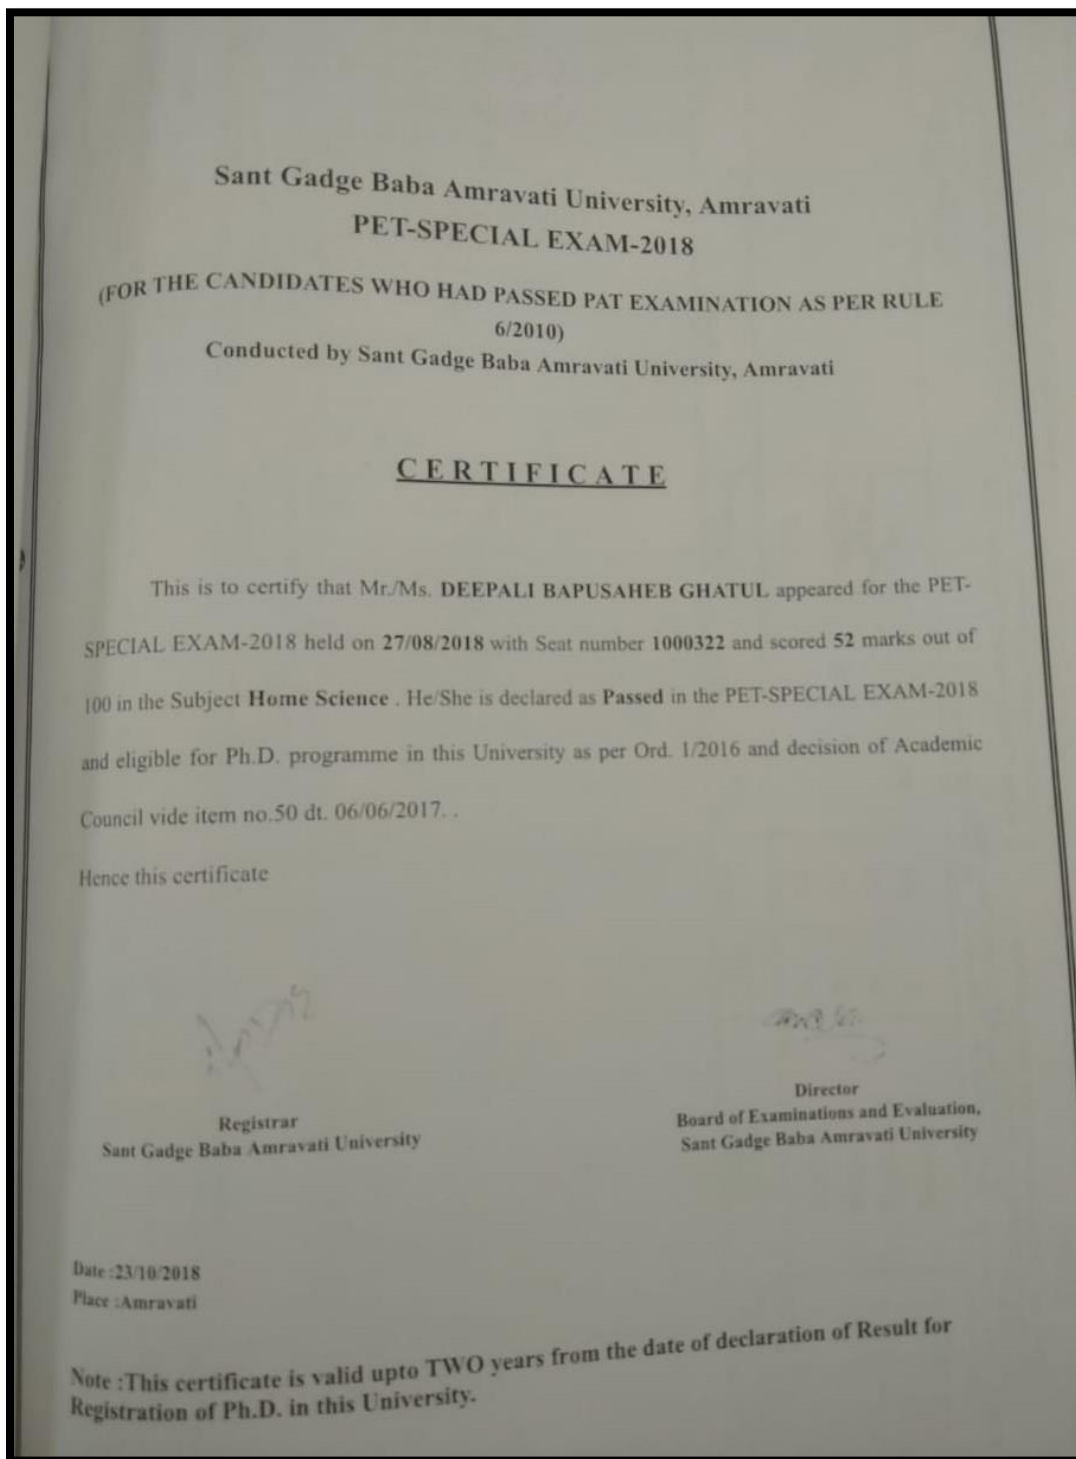 Sant Gadge Baba Amravati University, Amravati
PET-SPECIAL EXAM-2018
(FOR THE CANDIDATES WHO HAD PASSED PAT EXAMINATION AS PER RULE
6/2010)
Conducted by Sant Gadge Baba Amravati University, Amravati
CERTIFICATE
This is to certify that Mr./Ms. DEEPALI BAPUSAHEB GHATUL appeared for the PET-
SPECIAL EXAM-2018 held on 27/08/2018 with Seat number 1000322 and scored 52 marks out of
100 in the Subject Home Science . He/She is declared as Passed in the PET-SPECIAL EXAM-2018
and eligible for Ph.D. programme in this University as per Ord. 1/2016 and decision of Academic
Council vide item no.50 dt. 06/06/2017. .
Hence this certificate
Registrar
Sant Gadge Baba Amravati University
Director
Board of Examinations and Evaluation,
Sant Gadge Baba Amravati University
Date :23/10/2018
Place :Amravati
Note :This certificate is valid upto TWO years from the date of declaration of Result for
Registration of Ph.D. in this University.